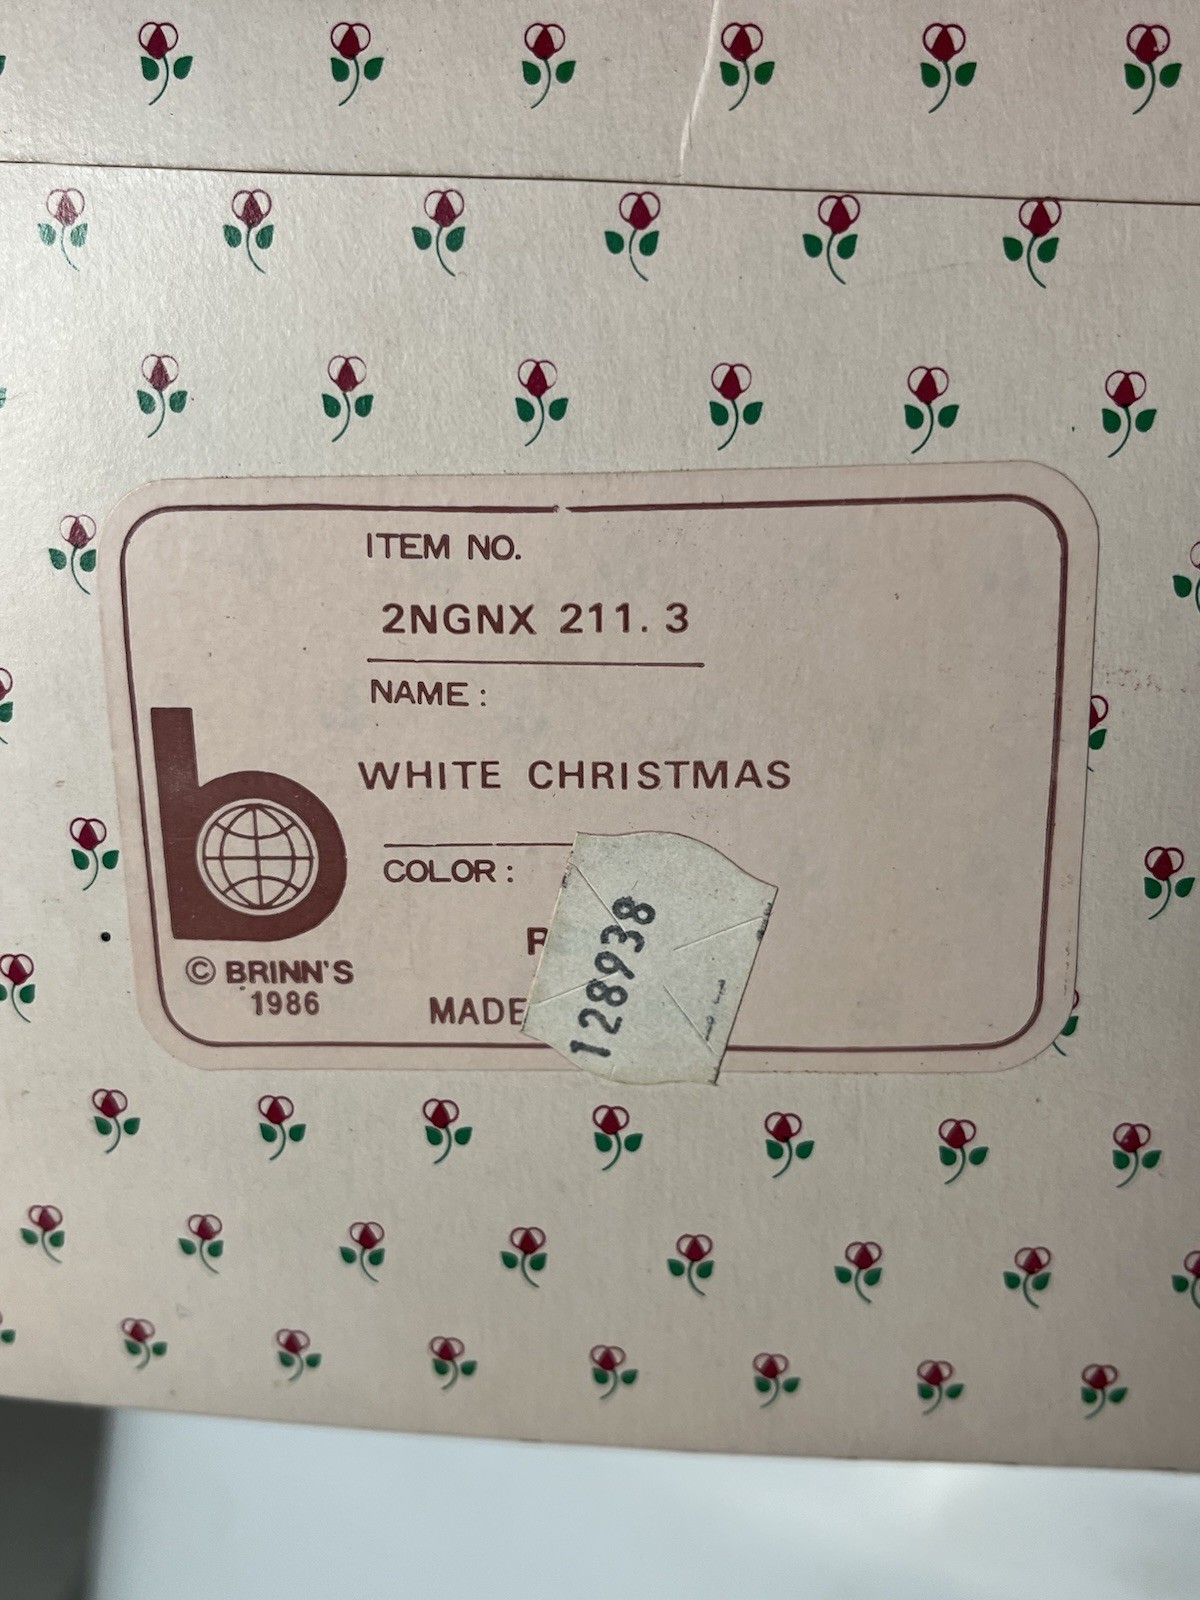 ITEM NO.
2NGNX 211.3
NAME:
WHITE CHRISTMAS
COLOR:
MADE
© BRINN'S
1986
128938